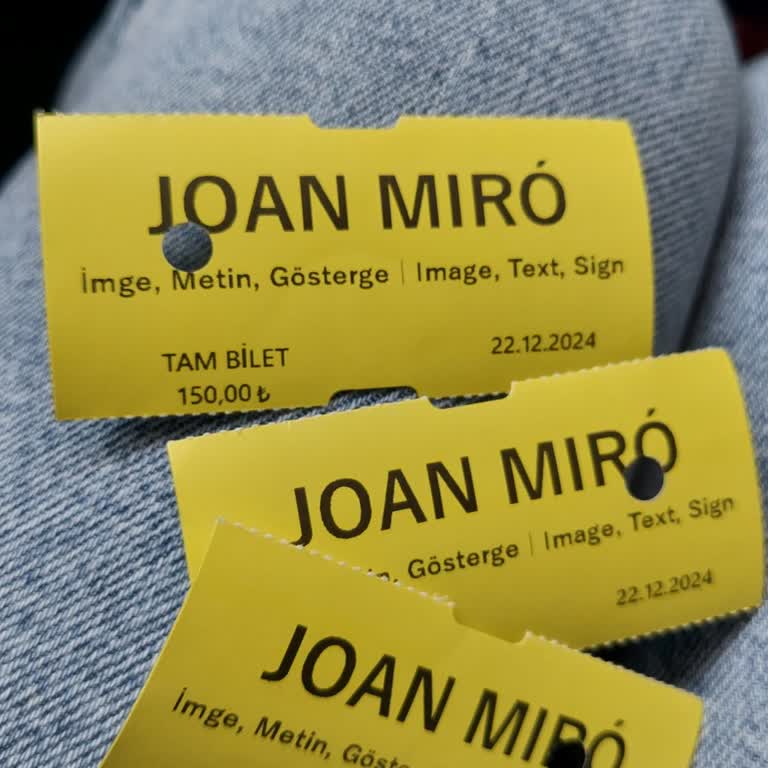 JOAN MIRÓ
İmge, Metin, Gösterge | Image, Text, Sign
TAM BİLET
150,00 ₺
22.12.2024
JOAN MIRÓ
Gösterge | Image, Text, Sign
22.12.2024
JOAN MIRÓ
İmge, Metin,